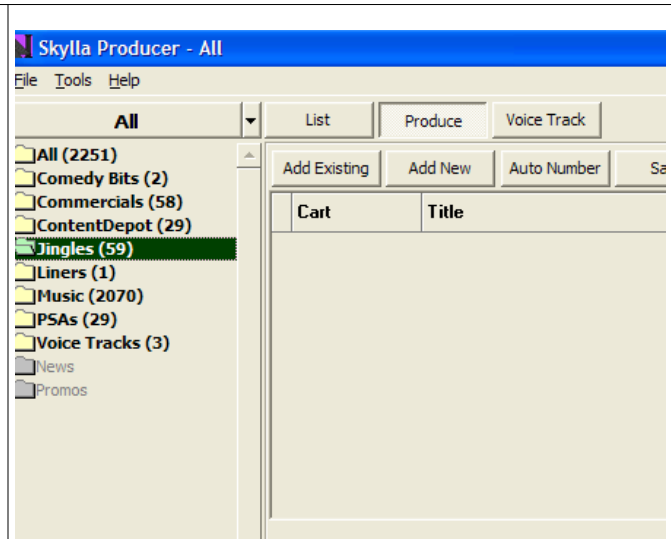 Skylla Producer - All
File Tools Help
All List Produce Voice Track
All (2251)
Comedy Bits (2)
Commercials (58)
ContentDepot (29)
Jingles (59)
Liners (1)
Music (2070)
PSAs (29)
Voice Tracks (3)
News
Promos
Add Existing Add New Auto Number Sa
Cart Title